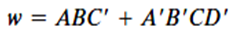 w = ABC' + A'B'CD'